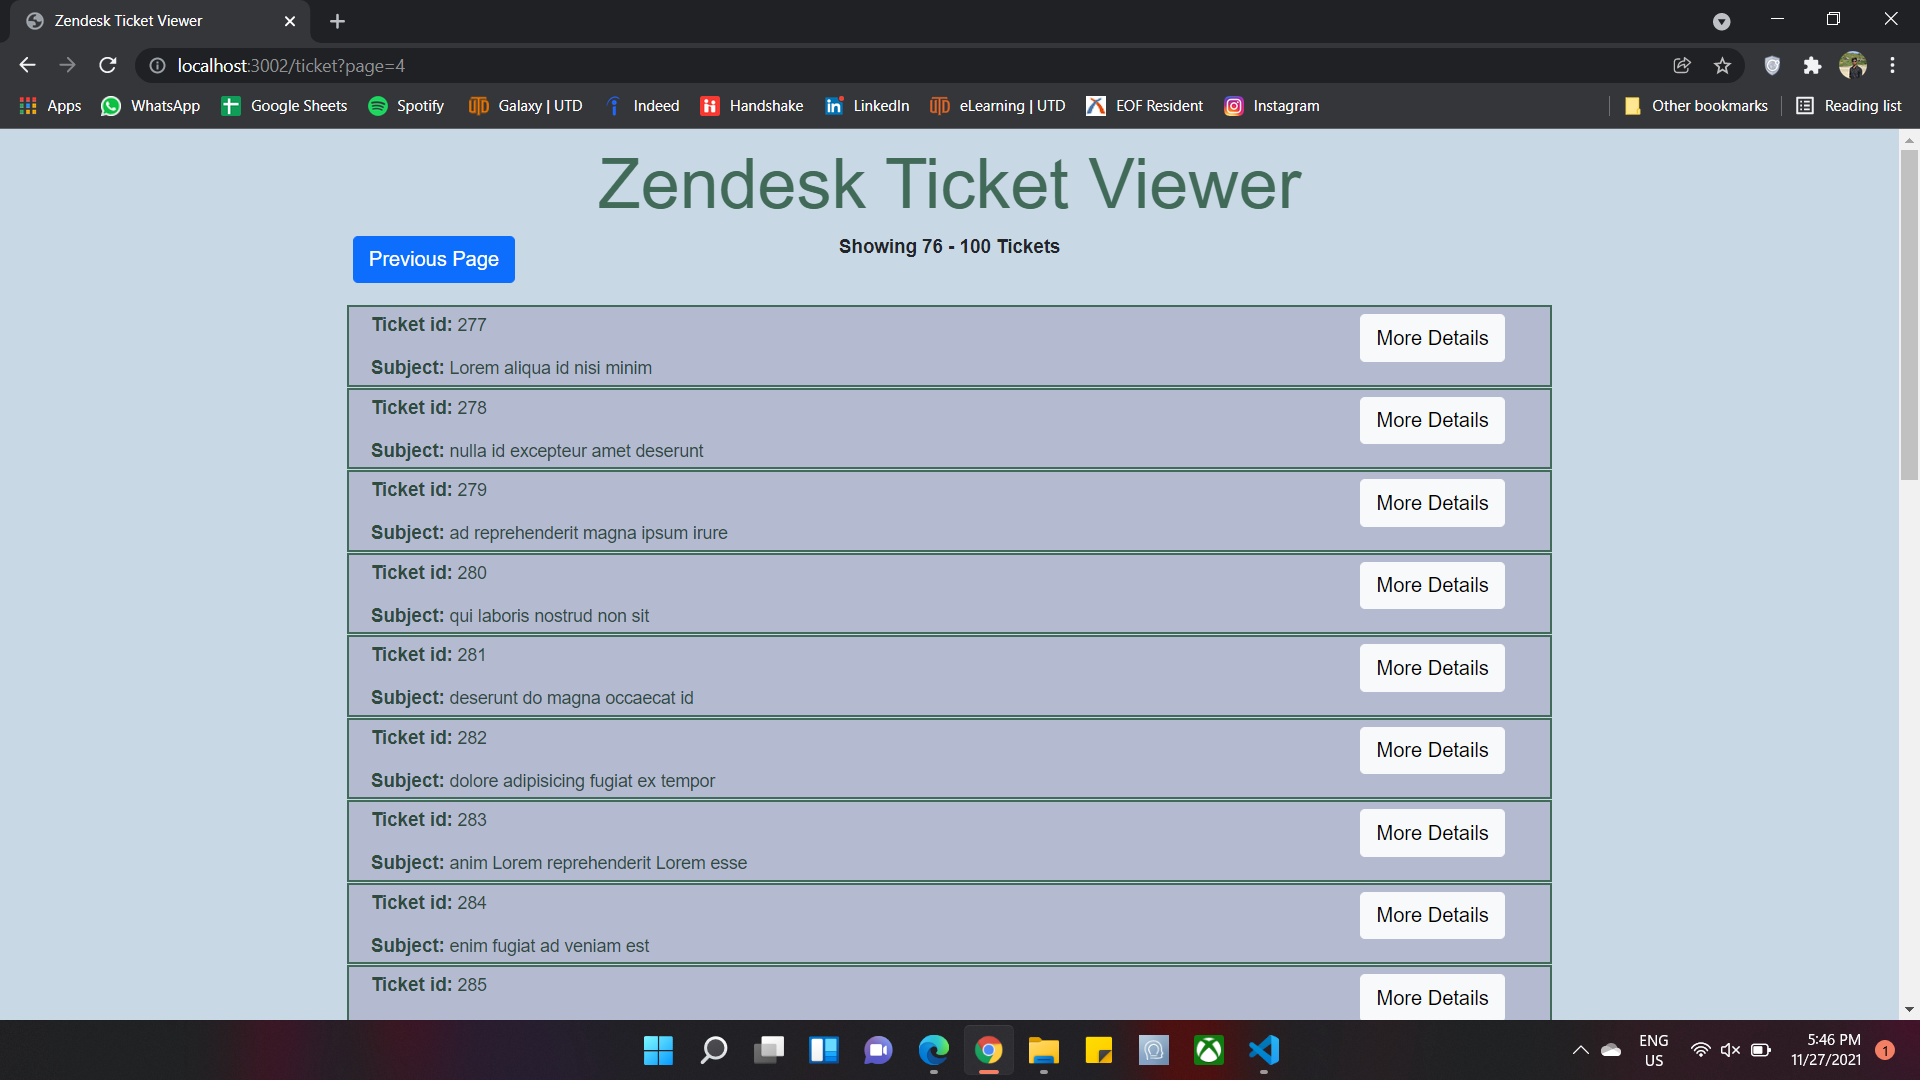 Zendesk Ticket Viewer
localhost:3002/ticket?page=4
Apps WhatsApp Google Sheets Spotify Galaxy | UTD Indeed Handshake LinkedIn eLearning | UTD EOF Resident Instagram Other bookmarks Reading list
Zendesk Ticket Viewer
Previous Page
Showing 76 - 100 Tickets
Ticket id: 277
More Details
Subject: Lorem aliqua id nisi minim
Ticket id: 278
More Details
Subject: nulla id excepteur amet deserunt
Ticket id: 279
More Details
Subject: ad reprehenderit magna ipsum irure
Ticket id: 280
More Details
Subject: qui laboris nostrud non sit
Ticket id: 281
More Details
Subject: deserunt do magna occaecat id
Ticket id: 282
More Details
Subject: dolore adipisicing fugiat ex tempor
Ticket id: 283
More Details
Subject: anim Lorem reprehenderit Lorem esse
Ticket id: 284
More Details
Subject: enim fugiat ad veniam est
Ticket id: 285
More Details
ENG
US
5:46 PM
11/27/2021
1